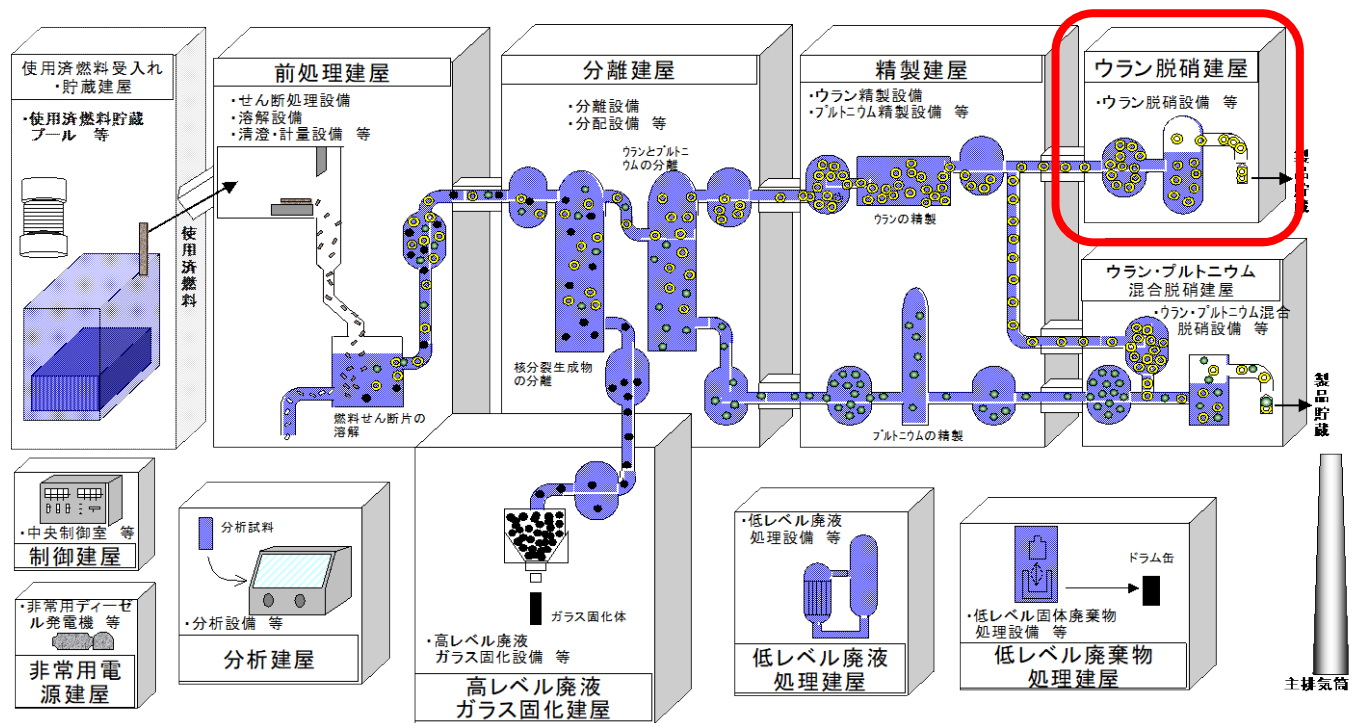 使用済燃料受入れ
・貯蔵建屋
・使用済燃料貯蔵
プール 等
使用済燃料
前処理建屋
・せん断処理設備
・溶解設備
・清澄・計量設備 等
燃料せん断片の
溶解
分離建屋
・分離設備
・分配設備 等
ウランとプルトニ
ウムの分離
核分裂生成物
の分離
精製建屋
・ウラン精製設備
・プルトニウム精製設備 等
ウランの精製
プルトニウムの精製
ウラン脱硝建屋
・ウラン脱硝設備 等
製品貯蔵
ウラン・プルトニウム
混合脱硝建屋
・ウラン・プルトニウム混合
脱硝設備 等
製品貯蔵
・中央制御室 等
制御建屋
・非常用ディーゼ
ル発電機 等
非常用電
源建屋
分析試料
・分析設備 等
分析建屋
ガラス固化体
・高レベル廃液
ガラス固化設備 等
高レベル廃液
ガラス固化建屋
・低レベル廃液
処理設備 等
低レベル廃液
処理建屋
ドラム缶
・低レベル固体廃棄物
処理設備 等
低レベル廃棄物
処理建屋
主排気筒